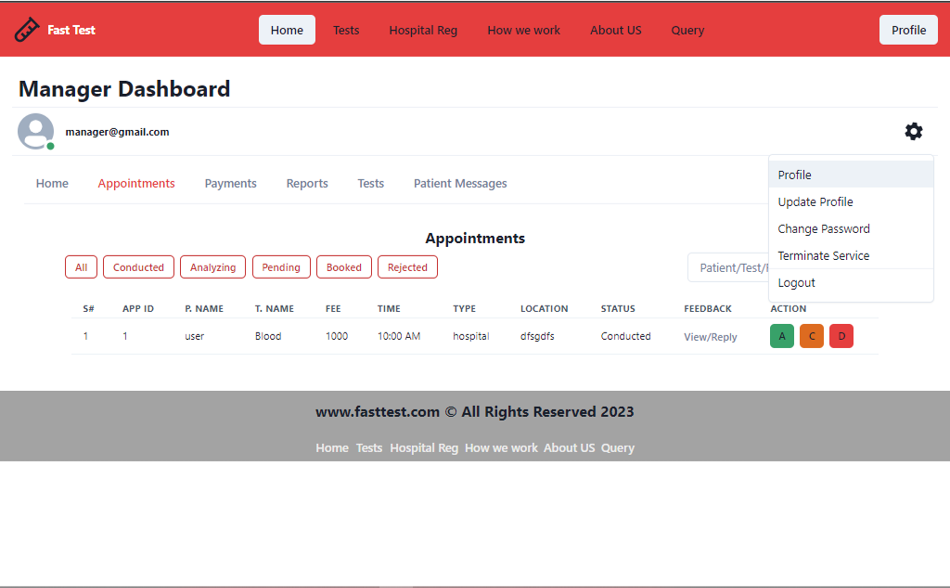 Fast Test Home Tests Hospital Reg How we work About US Query Profile
Manager Dashboard
manager@gmail.com
Home Appointments Payments Reports Tests Patient Messages
Profile
Update Profile
Change Password
Terminate Service
Logout
Appointments
All Conducted Analyzing Pending Booked Rejected Patient/Test/
S# APP ID P. NAME T. NAME FEE TIME TYPE LOCATION STATUS FEEDBACK ACTION
1 1 user Blood 1000 10:00 AM hospital dfsgdfs Conducted View/Reply A C D
www.fasttest.com © All Rights Reserved 2023
Home Tests Hospital Reg How we work About US Query